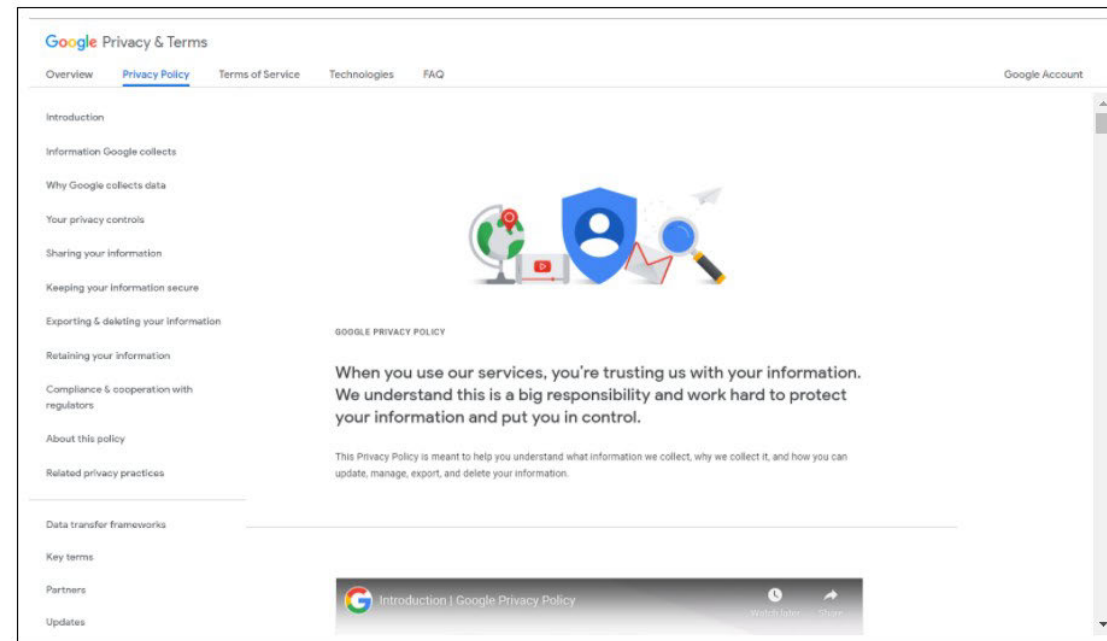 Google Privacy & Terms
Overview Privacy Policy Terms of Service Technologies FAQ Google Account
Introduction
Information Google collects
Why Google collects data
Your privacy controls
Sharing your information
Keeping your information secure
Exporting & deleting your information
Retaining your information
Compliance & cooperation with
regulators
About this policy
Related privacy practices
Data transfer frameworks
Key terms
Partners
Updates
GOOGLE PRIVACY POLICY
When you use our services, you're trusting us with your information.
We understand this is a big responsibility and work hard to protect
your information and put you in control.
This Privacy Policy is meant to help you understand what information we collect, why we collect it, and how you can
update, manage, export, and delete your information.
Introduction | Google Privacy Policy
Watch later Share